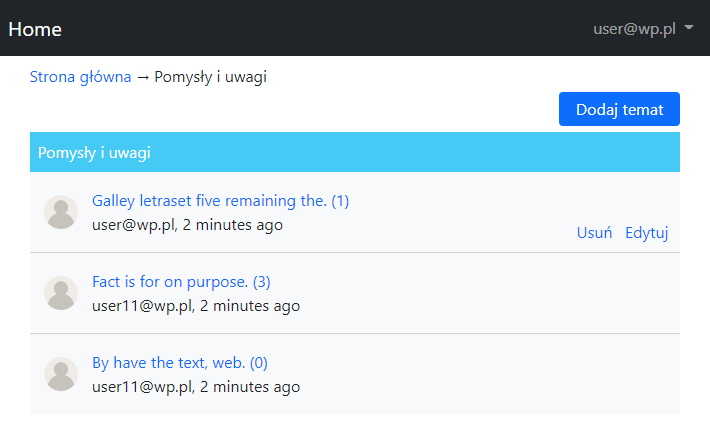 Home
user@wp.pl
Strona główna → Pomysły i uwagi
Dodaj temat
Pomysły i uwagi
Galley letraset five remaining the. (1)
user@wp.pl, 2 minutes ago
Usuń Edytuj
Fact is for on purpose. (3)
user11@wp.pl, 2 minutes ago
By have the text, web. (0)
user11@wp.pl, 2 minutes ago